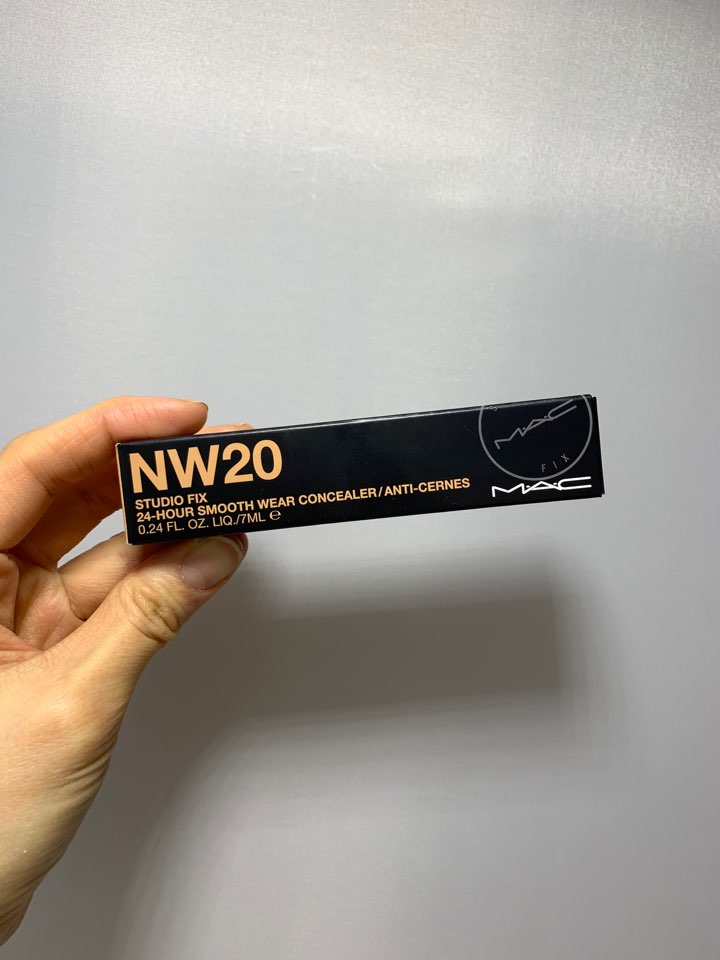 NW20
STUDIO FIX
24-HOUR SMOOTH WEAR CONCEALER/ANTI-CERNES
0.24 FL. OZ. LIQ./7ML ℮
M·A·C
FIX
M·A·C